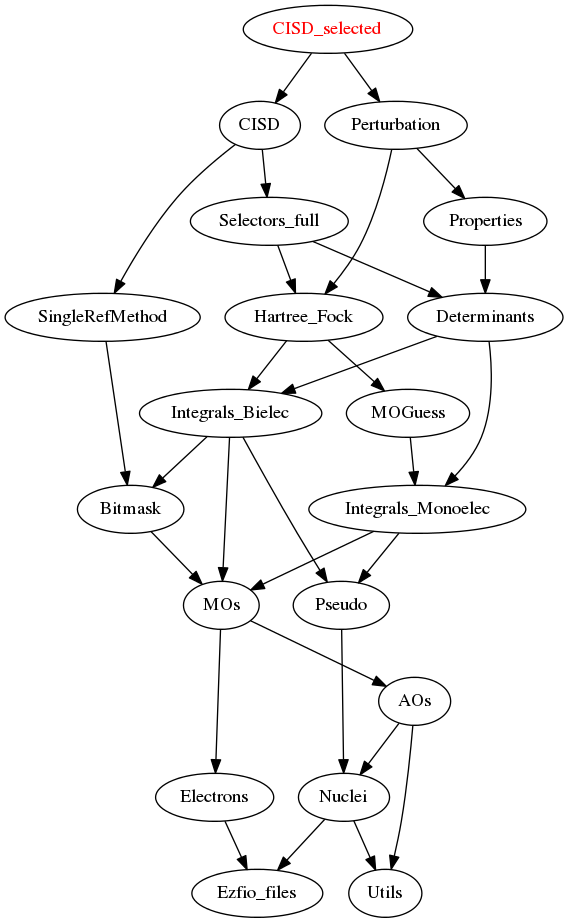 CISD_selected
CISD
Perturbation
Selectors_full
Properties
SingleRefMethod
Hartree_Fock
Determinants
Integrals_Bielec
MOGuess
Bitmask
Integrals_Monoelec
MOs
Pseudo
AOs
Electrons
Nuclei
Ezfio_files
Utils